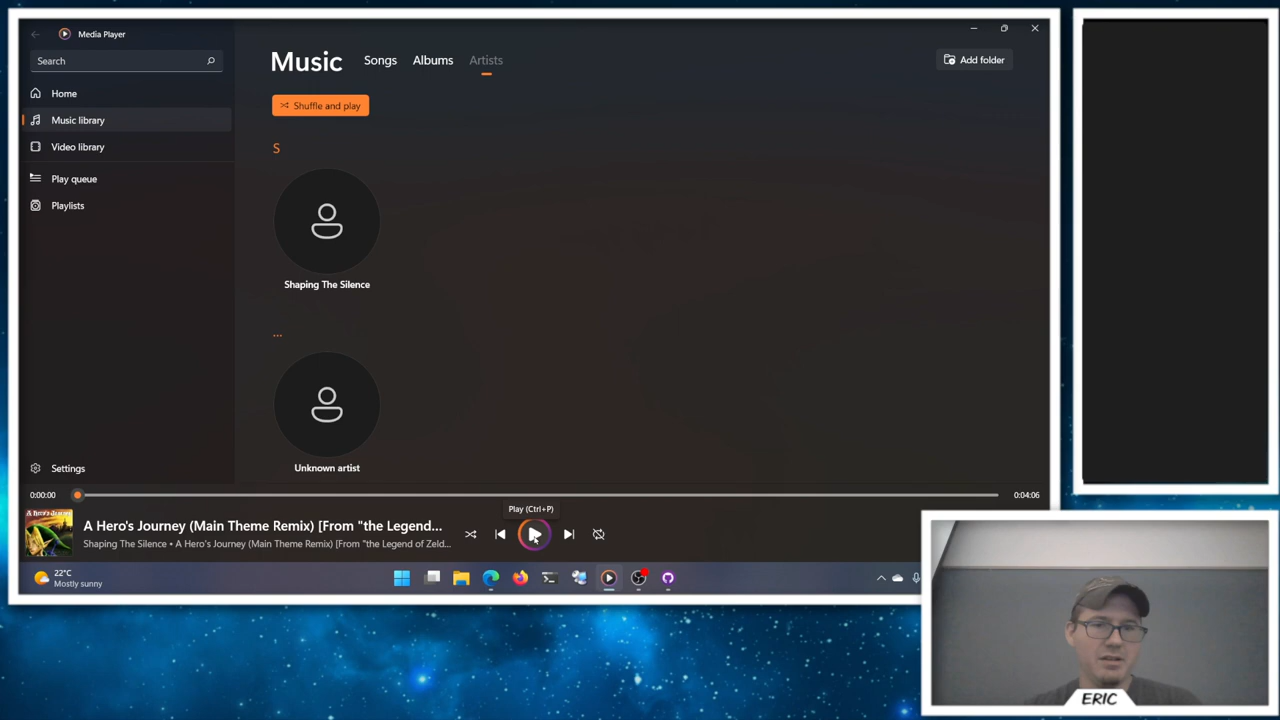 Media Player
Search
Home
Music library
Video library
Play queue
Playlists
Settings
Music
Songs
Albums
Artists
Add folder
Shuffle and play
S
Shaping The Silence
...
Unknown artist
0:00:00
0:04:06
Play (Ctrl+P)
A Hero's Journey (Main Theme Remix) [From "the Legend...
Shaping The Silence • A Hero's Journey (Main Theme Remix) [From "the Legend of Zeld...
22°C
Mostly sunny
ERIC